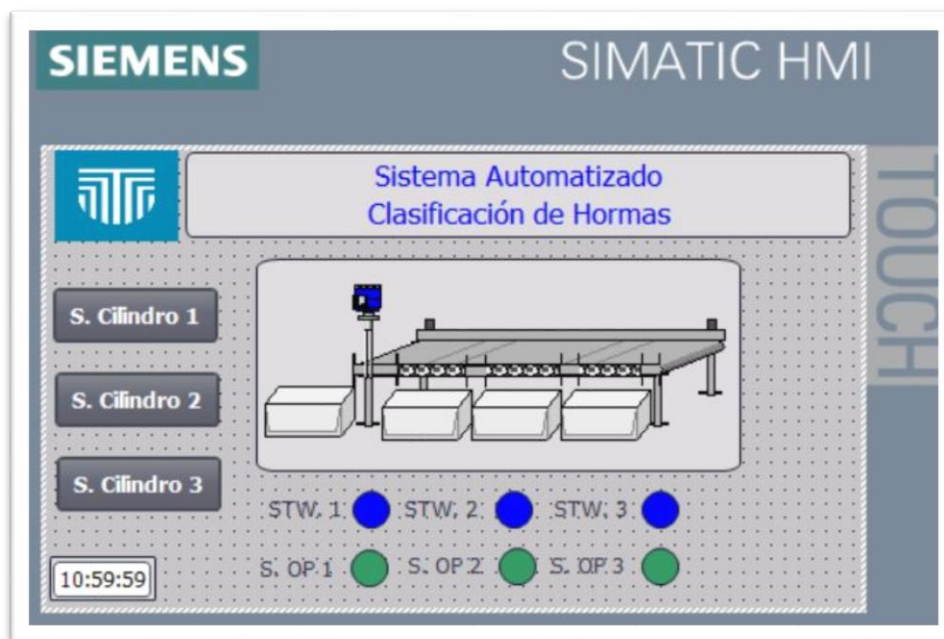 SIEMENS
SIMATIC HMI
TOUCH
Sistema Automatizado
Clasificación de Hormas
S. Cilindro 1
S. Cilindro 2
S. Cilindro 3
STW. 1 STW. 2 STW. 3
S. OP.1 S. OP.2 S. OP.3
10:59:59